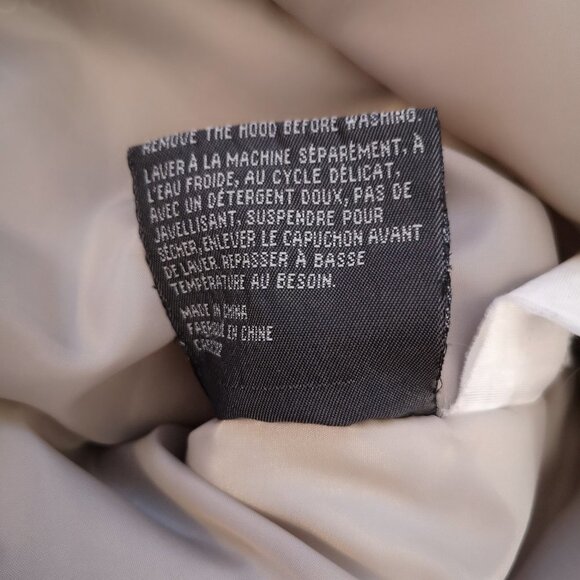 REMOVE THE HOOD BEFORE WASHING.
LAVER À LA MACHINE SÉPARÉMENT, À
L'EAU FROIDE, AU CYCLE DÉLICAT,
AVEC UN DÉTERGENT DOUX, PAS DE
JAVELLISANT, SUSPENDRE POUR
SÉCHER, ENLEVER LE CAPUCHON AVANT
DE LAVER. REPASSER À BASSE
TEMPÉRATURE AU BESOIN.
MADE IN CHINA
FABRIQUÉ EN CHINE